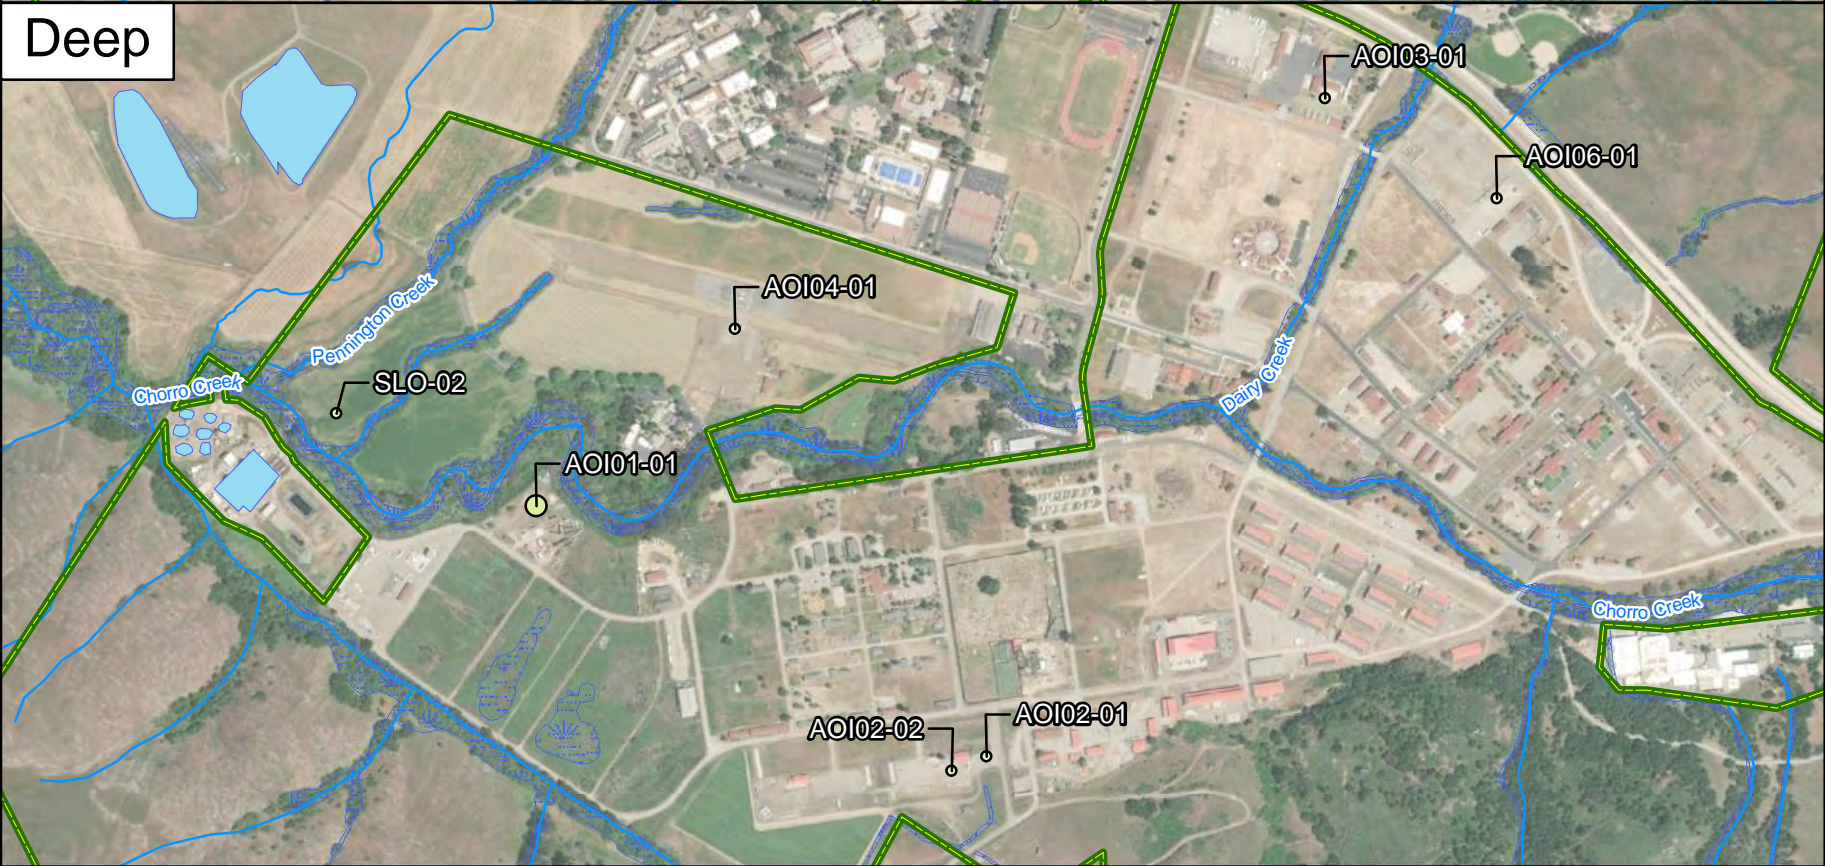 Deep
AOI03-01
AOI06-01
AOI04-01
Pennington Creek
Chorro Creek
SLO-02
Dairy Creek
AOI01-01
Chorro Creek
AOI02-02
AOI02-01